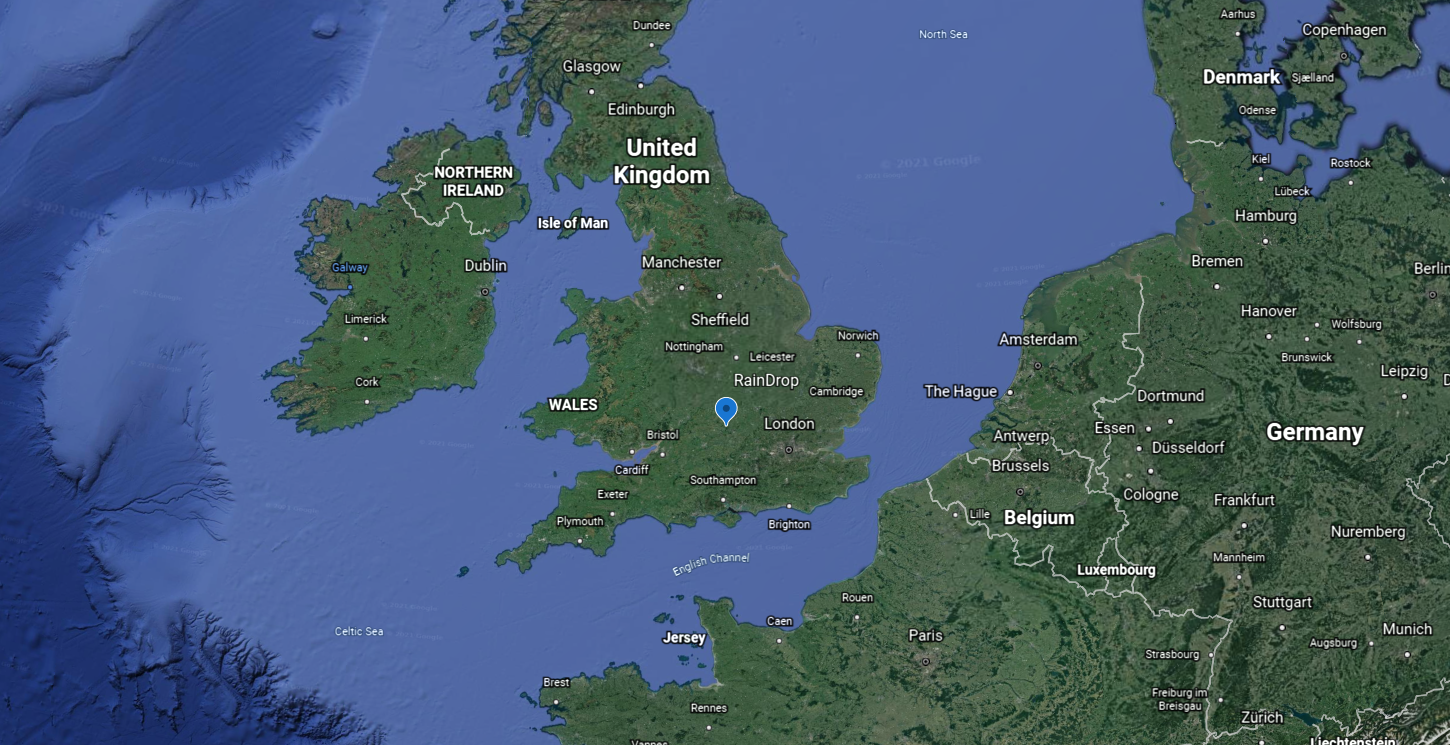 Dundee
North Sea
Aarhus
Copenhagen
Glasgow
Denmark
Sjælland
Edinburgh
Odense
United
Kingdom
© 2021 Google
Kiel
Rostock
NORTHERN
IRELAND
Lübeck
© 2021 Google
Isle of Man
Hamburg
Galway
Dublin
Manchester
Bremen
Berlin
Limerick
Sheffield
Hanover
Wolfsburg
Norwich
Amsterdam
Nottingham
Leicester
Brunswick
Cork
RainDrop
Cambridge
The Hague
Leipzig
D
WALES
Dortmund
London
Essen
Germany
Bristol
Antwerp
Düsseldorf
Cardiff
Brussels
Southampton
Exeter
Cologne
Frankfurt
Plymouth
Brighton
Lille
Belgium
Nuremberg
English Channel
Mannheim
Luxembourg
Rouen
Stuttgart
Celtic Sea
Jersey
Caen
Paris
Munich
Augsburg
Strasbourg
Brest
Freiburg im
Breisgau
Rennes
Zürich
Vannes
Liechtenstein